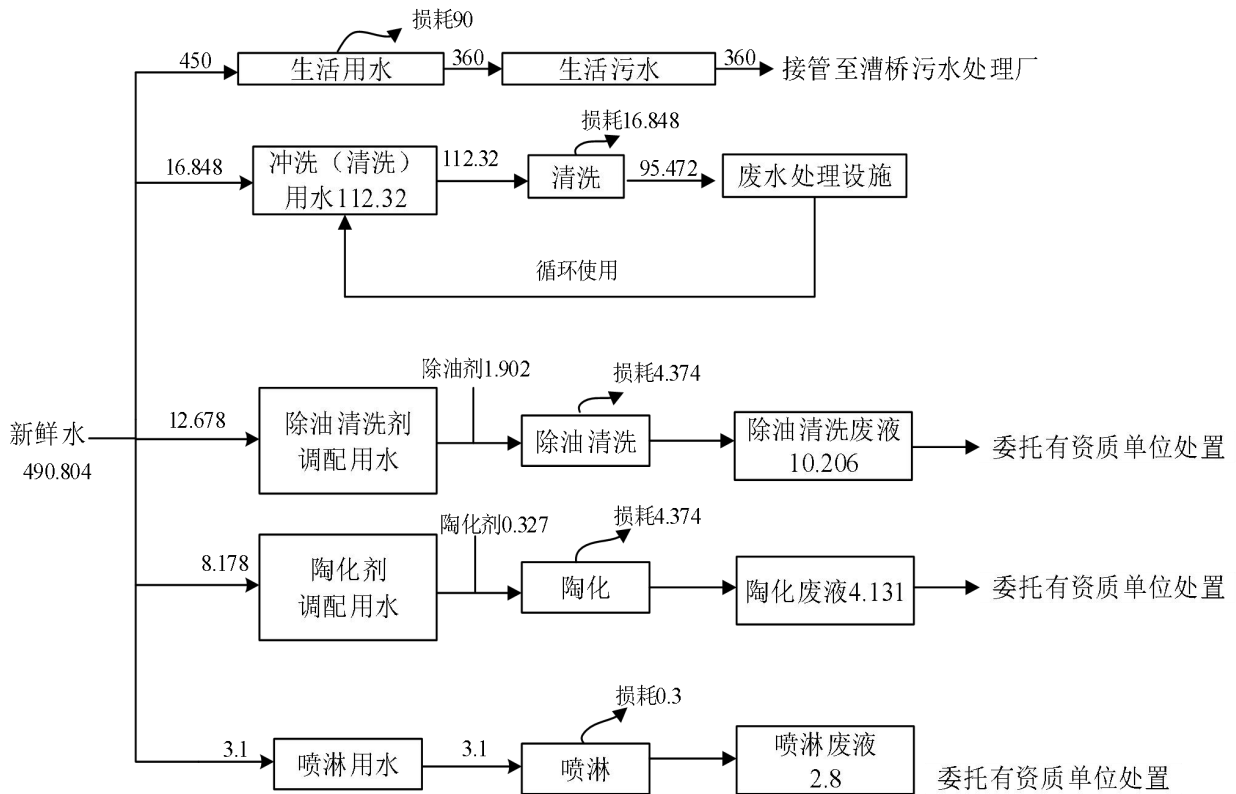 损耗90
450
生活用水
360
生活污水
360
接管至漕桥污水处理厂
损耗16.848
16.848
冲洗（清洗）
用水112.32
112.32
清洗
95.472
废水处理设施
循环使用
除油剂1.902
损耗4.374
新鲜水
490.804
12.678
除油清洗剂
调配用水
除油清洗
除油清洗废液
10.206
委托有资质单位处置
陶化剂0.327
损耗4.374
8.178
陶化剂
调配用水
陶化
陶化废液4.131
委托有资质单位处置
损耗0.3
3.1
喷淋用水
3.1
喷淋
喷淋废液
2.8
委托有资质单位处置